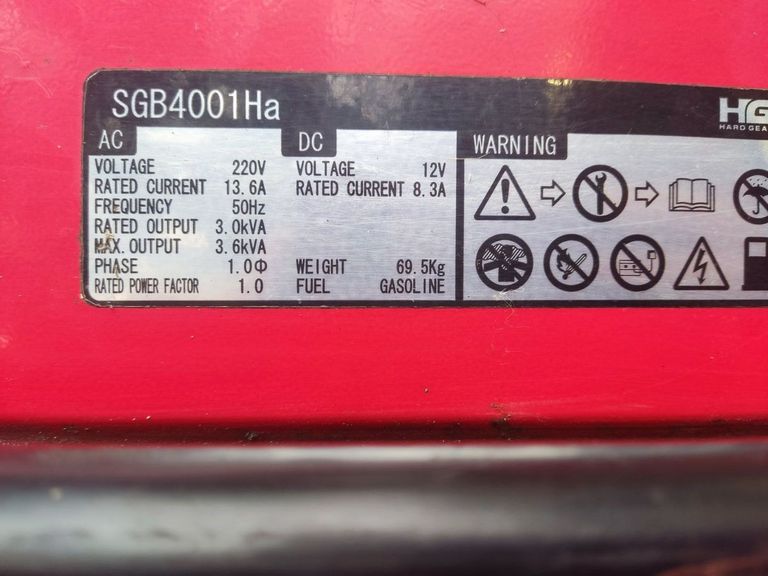 SGB4001Ha
HG
HARD GEA
AC
VOLTAGE 220V
RATED CURRENT 13.6A
FREQUENCY 50Hz
RATED OUTPUT 3.0kVA
MAX. OUTPUT 3.6kVA
PHASE 1.0Φ
RATED POWER FACTOR 1.0
DC
VOLTAGE 12V
RATED CURRENT 8.3A
WEIGHT 69.5Kg
FUEL GASOLINE
WARNING